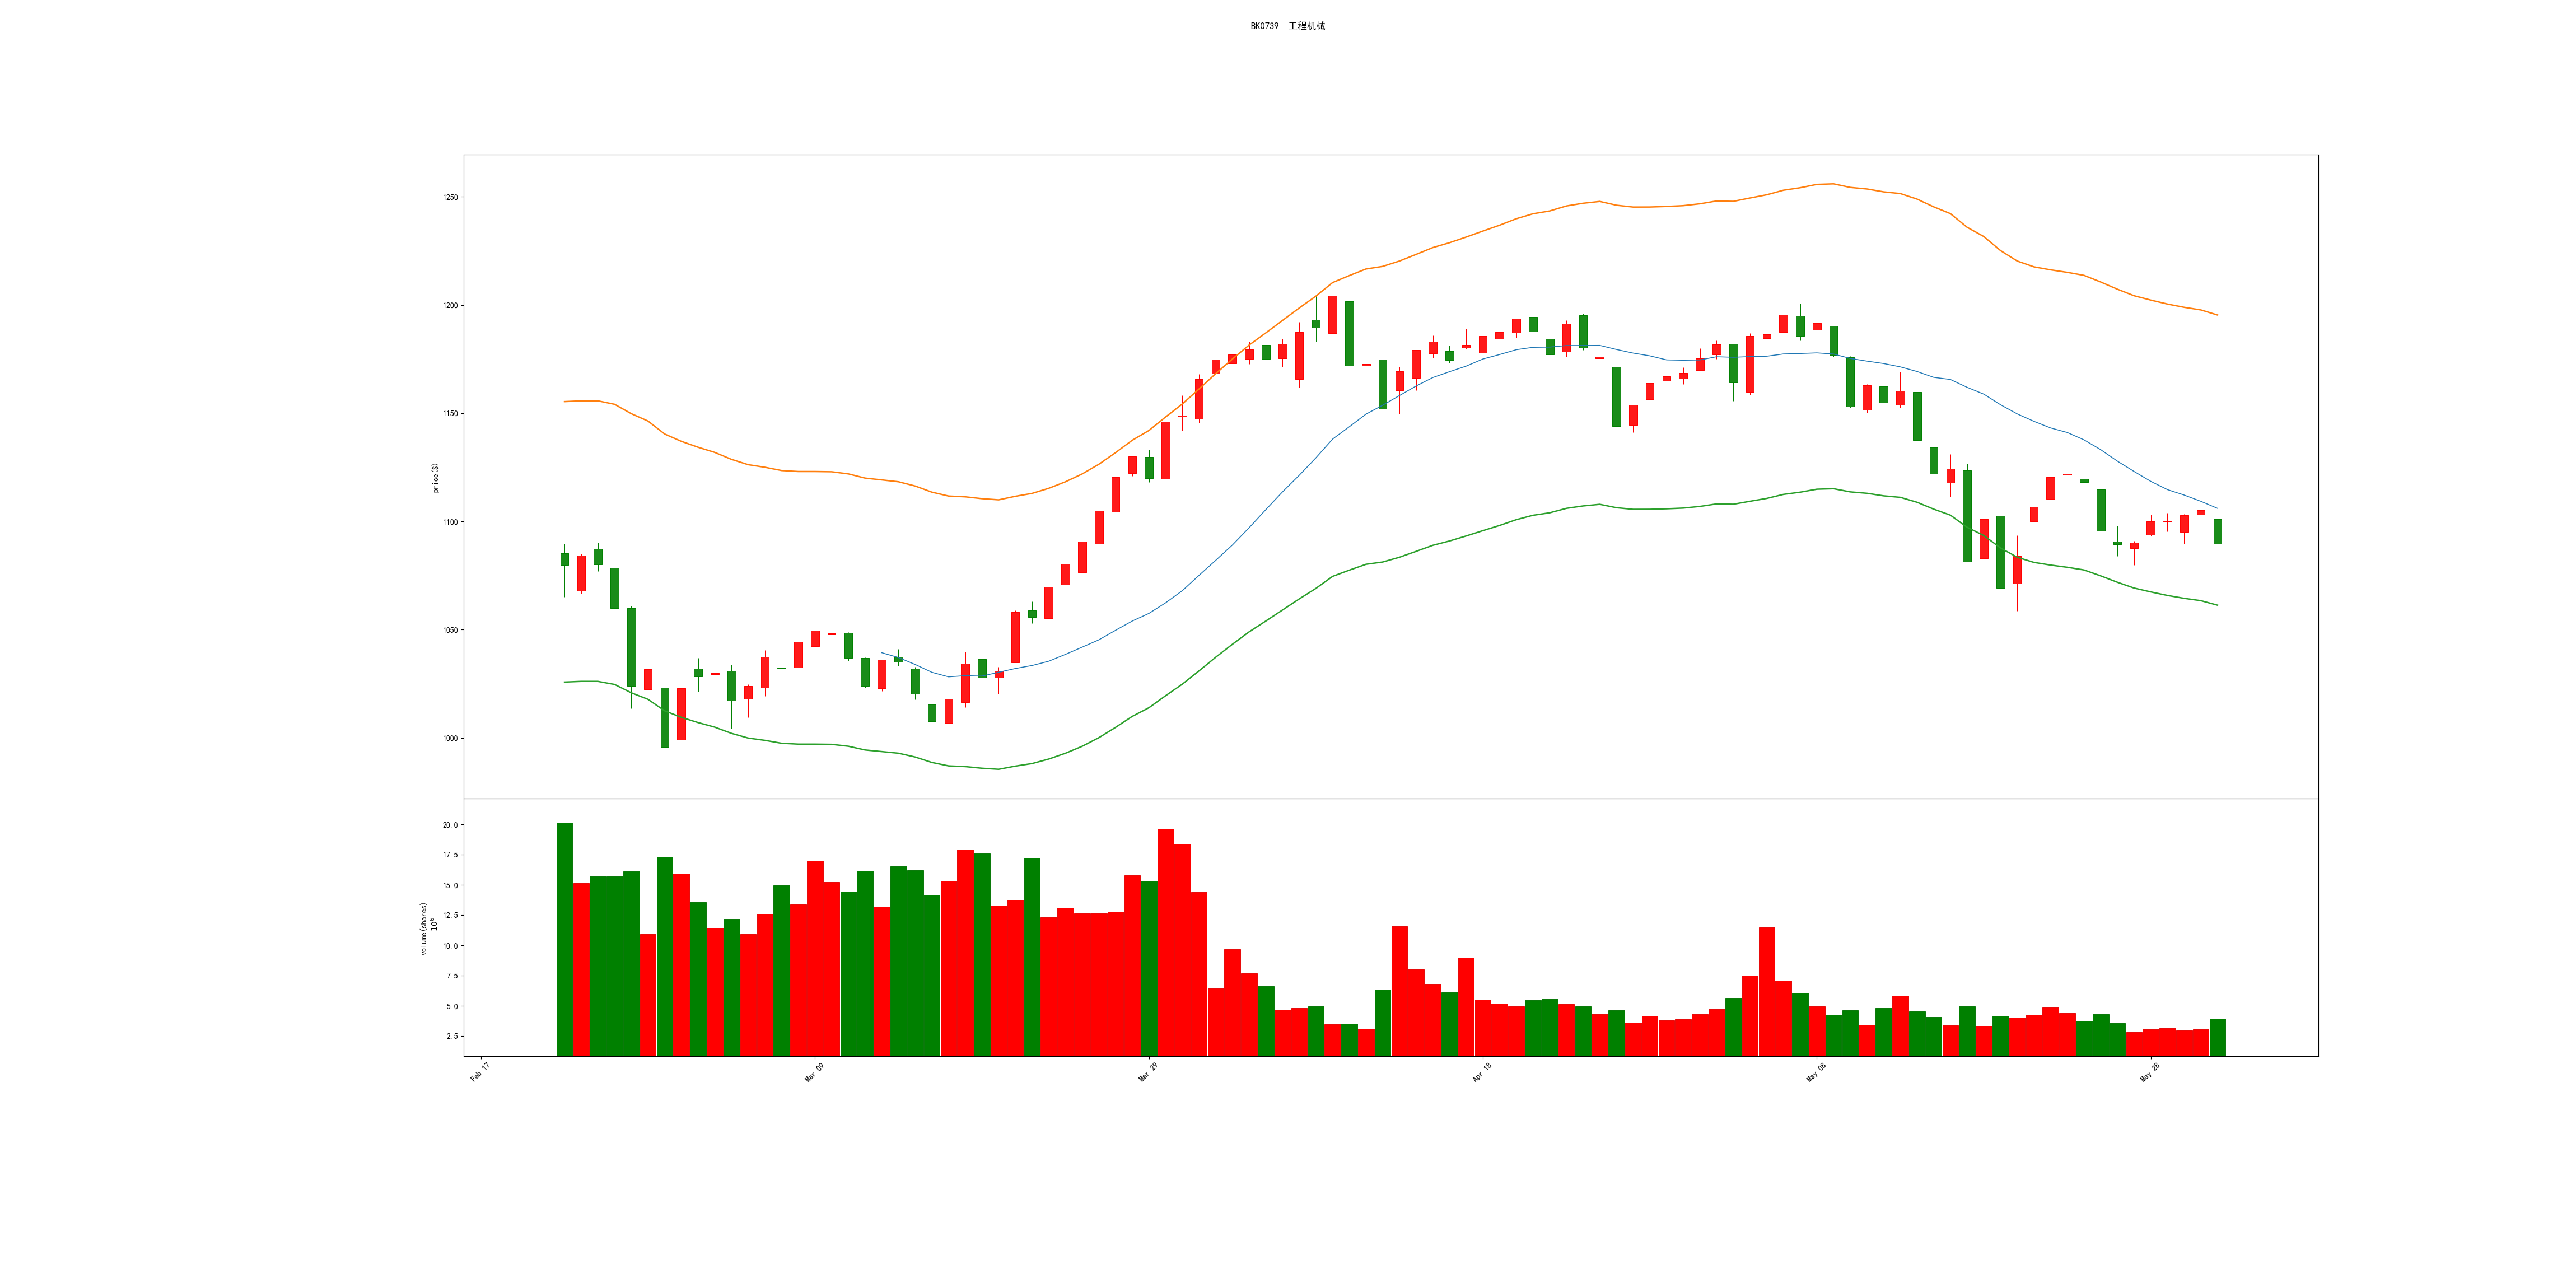 BK0739 工程机械
price($)
1250
1200
1150
1100
1050
1000
volume(shares)
10^6
20.0
17.5
15.0
12.5
10.0
7.5
5.0
2.5
Feb 17
Mar 09
Mar 29
Apr 18
May 08
May 28